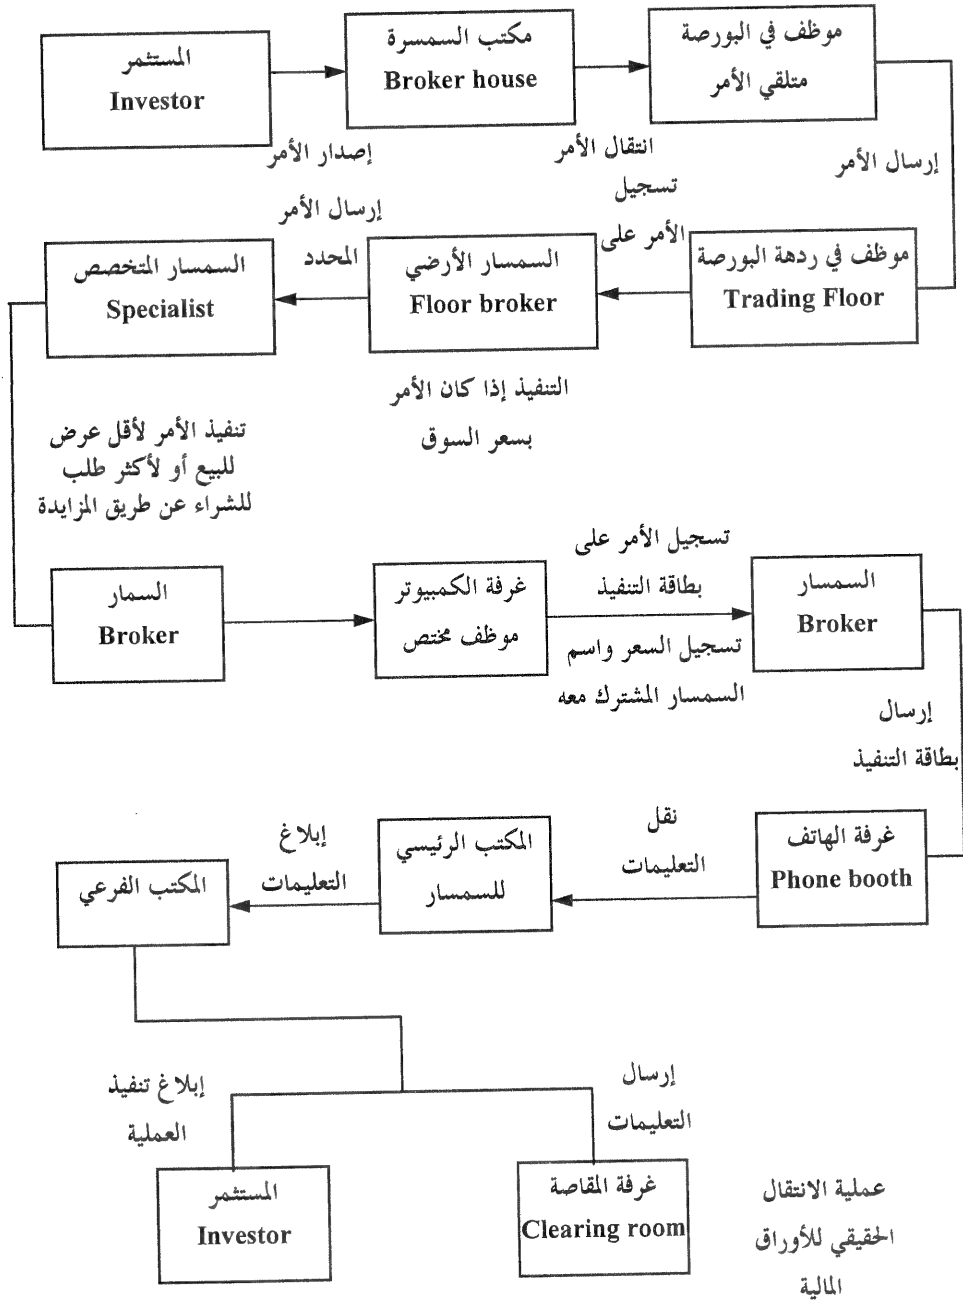 المستثمر
Investor
مكتب السمسرة
Broker house
موظف في البورصة
متلقي الأمر
إصدار الأمر
انتقال الأمر
إرسال الأمر
موظف في ردهة البورصة
Trading Floor
تسجيل
الأمر على
السمسار الأرضي
Floor broker
إرسال الأمر
المحدد
السمسار المتخصص
Specialist
التنفيذ إذا كان الأمر
بسعر السوق
تنفيذ الأمر لأقل عرض
للبيع أو لأكثر طلب
للشراء عن طريق المزايدة
السمار
Broker
غرفة الكمبيوتر
موظف مختص
تسجيل الأمر على
بطاقة التنفيذ
تسجيل السعر واسم
السمسار المشترك معه
السمسار
Broker
إرسال
بطاقة التنفيذ
غرفة الهاتف
Phone booth
نقل
التعليمات
المكتب الرئيسي
للسمسار
إبلاغ
التعليمات
المكتب الفرعي
إرسال
التعليمات
إبلاغ تنفيذ
العملية
غرفة المقاصة
Clearing room
المستثمر
Investor
عملية الانتقال
الحقيقي للأوراق
المالية